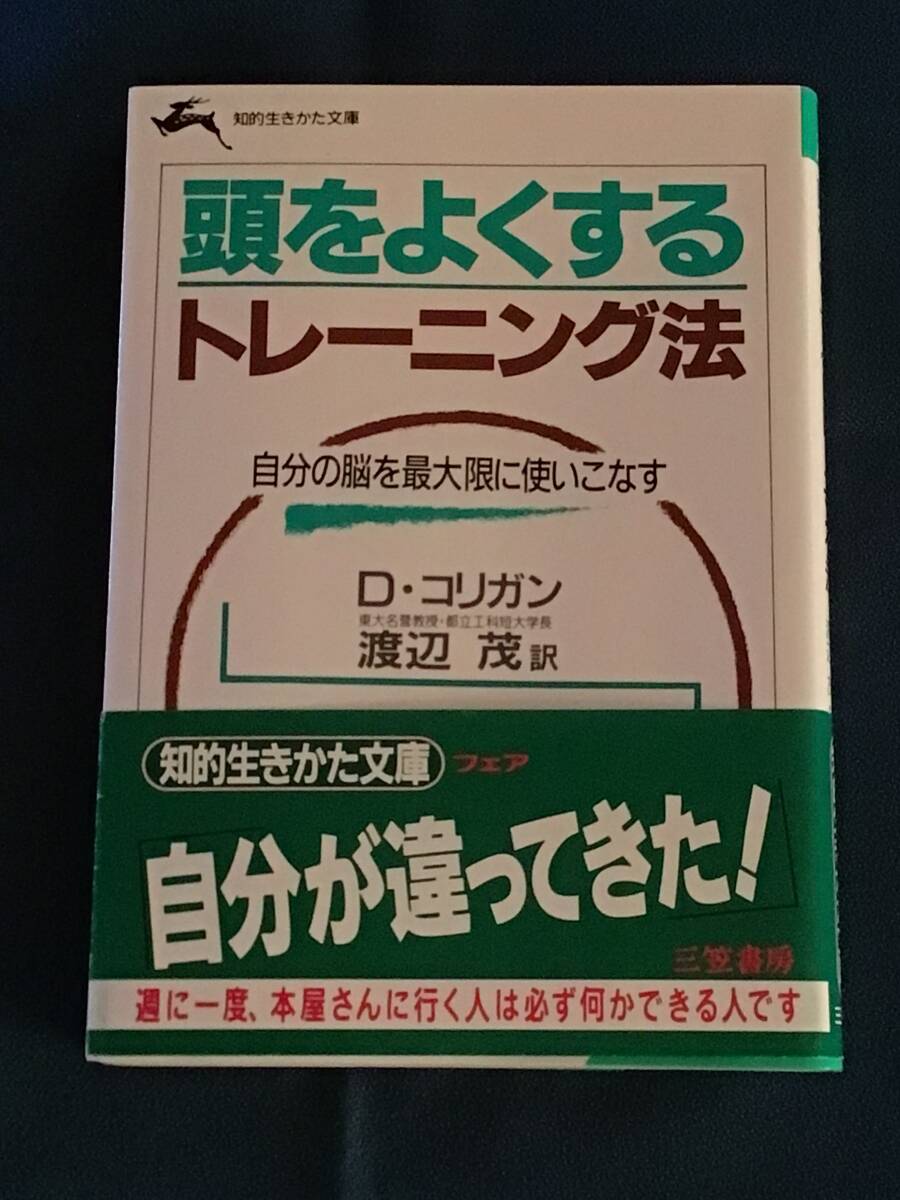 知的生きかた文庫
頭をよくする
トレーニング法
自分の脳を最大限に使いこなす
D・コリガン
東大名誉教授・都立工科短大学長
渡辺 茂 訳
知的生きかた文庫 フェア
自分が違ってきた!
三笠書房
週に一度、本屋さんに行く人は必ず何かできる人です